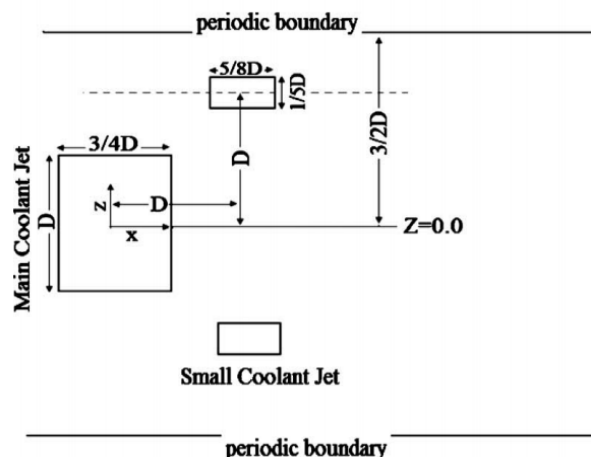 periodic boundary
5/8D
1/5D
3/4D
D
3/2D
Main Coolant Jet
D
z
D
x
Z=0.0
Small Coolant Jet
periodic boundary